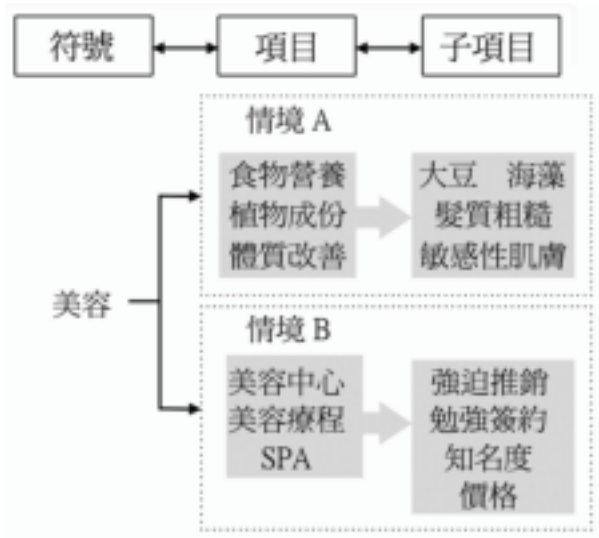 符號 項目 子項目
情境 A
食物營養
植物成份
體質改善
大豆 海藻
髮質粗糙
敏感性肌膚
美容
情境 B
美容中心
美容療程
SPA
強迫推銷
勉強簽約
知名度
價格